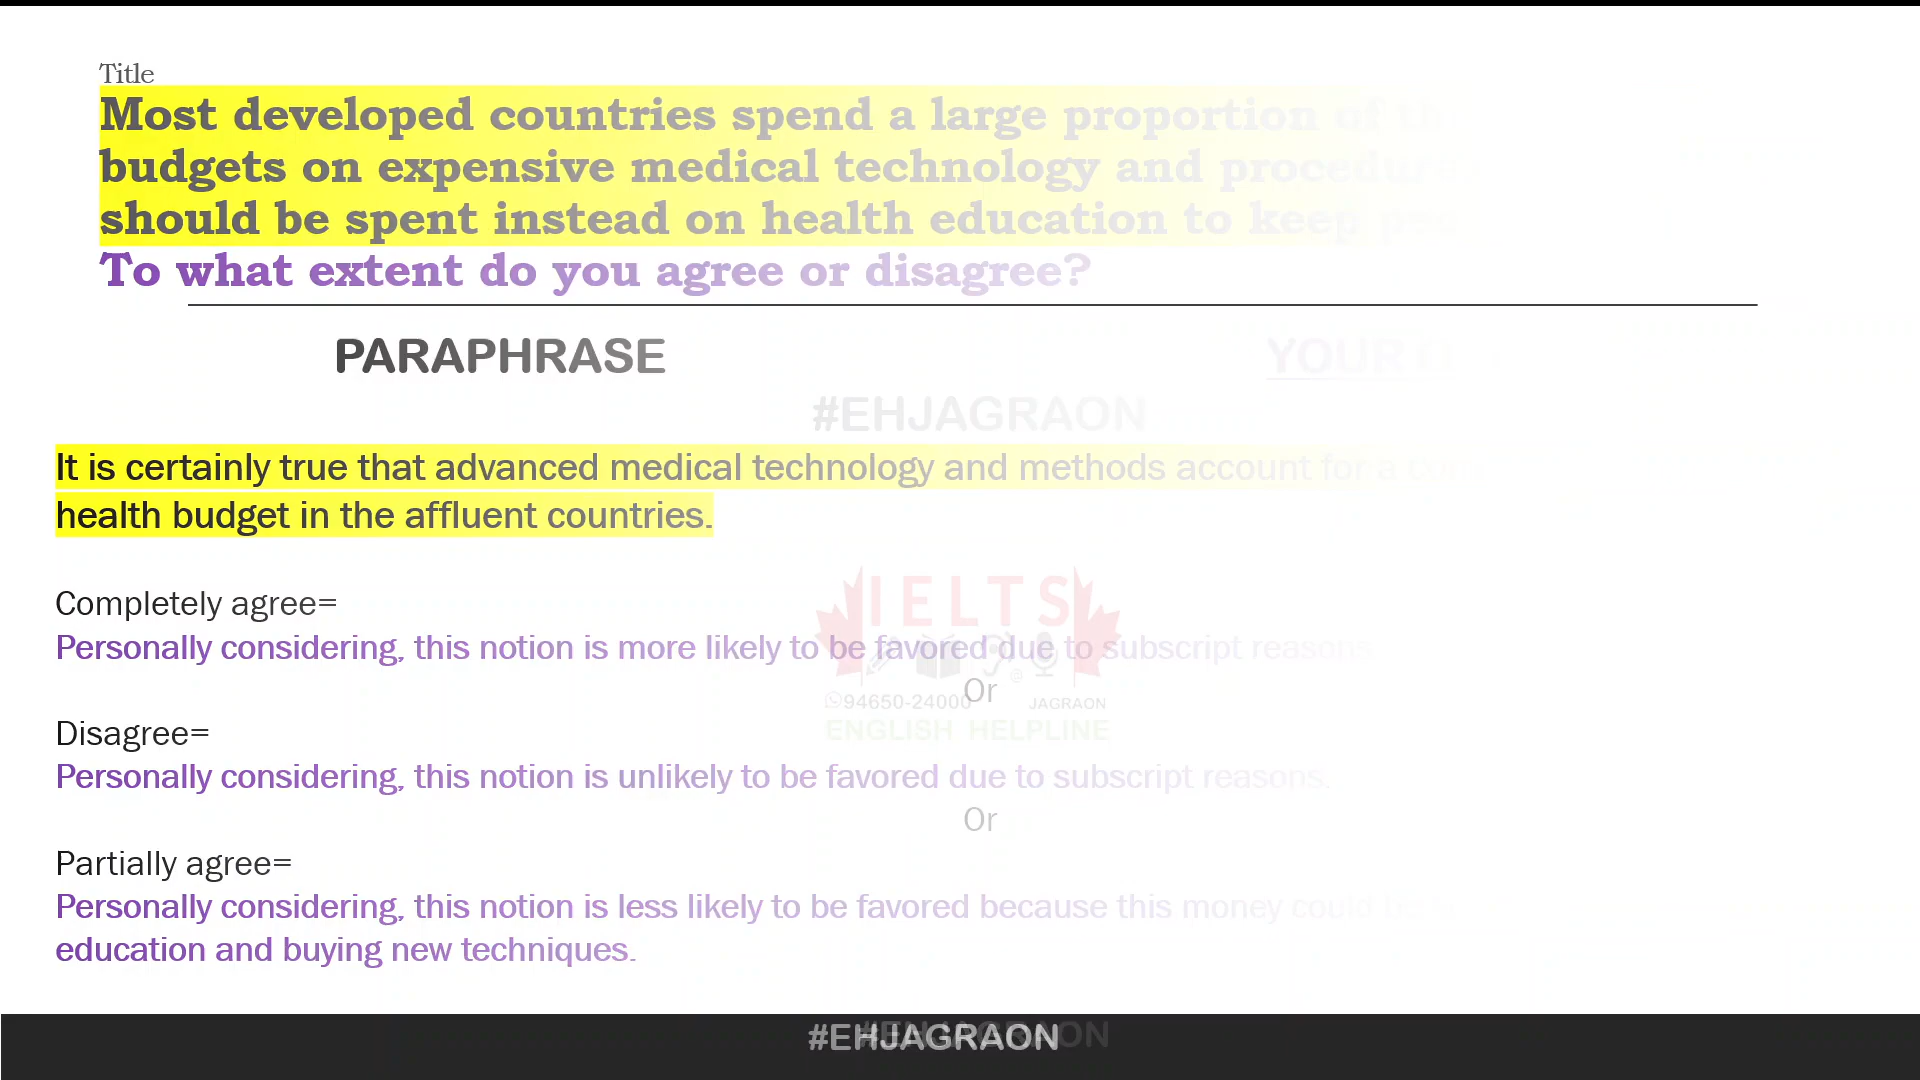 Title
Most developed countries spend a large proportion of
budgets on expensive medical technology and
should be spent instead on health education to keep
To what extent do you agree or disagree?
PARAPHRASE YOUR
#EHJAGRAON
It is certainly true that advanced medical technology and methods account for a
health budget in the affluent countries.
IELTS
Completely agree=
Personally considering, this notion is more likely to be favored due to subscript reasons
Or
94650-24000 JAGRAON
ENGLISH HELPLINE
Disagree=
Personally considering, this notion is unlikely to be favored due to subscript reasons.
Or
Partially agree=
Personally considering, this notion is less likely to be favored because this money could
education and buying new techniques.
#EHJAGRAON